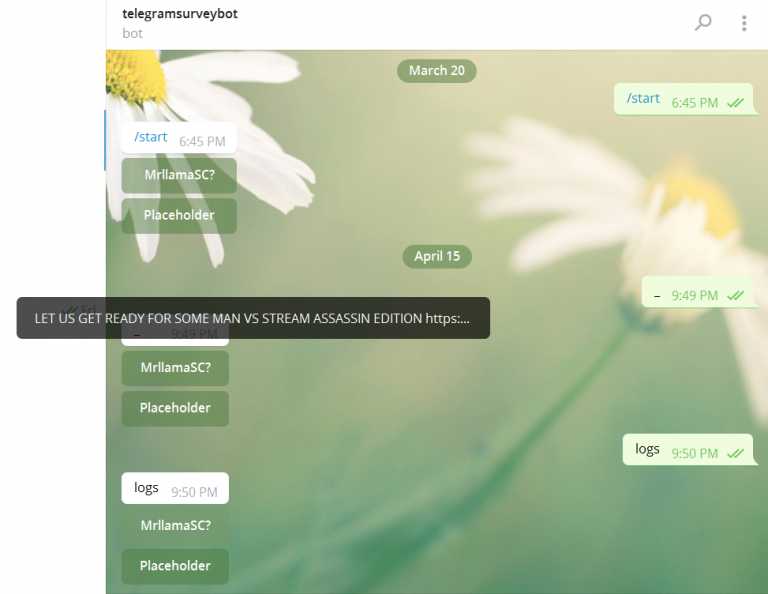 telegramsurveybot
bot
March 20
/start 6:45 PM
/start 6:45 PM
MrllamaSC?
Placeholder
April 15
_ 9:49 PM
Fri
LET US GET READY FOR SOME MAN VS STREAM ASSASSIN EDITION https:...
_ 9:49 PM
MrllamaSC?
Placeholder
logs 9:50 PM
logs 9:50 PM
MrllamaSC?
Placeholder